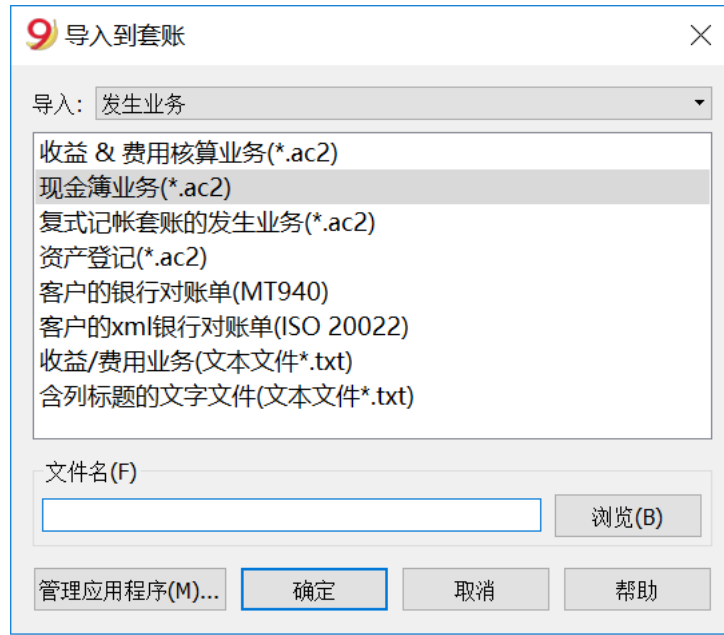 9 导入到套账
导入: 发生业务
收益 & 费用核算业务(*.ac2)
现金簿业务(*.ac2)
复式记帐套账的发生业务(*.ac2)
资产登记(*.ac2)
客户的银行对账单(MT940)
客户的xml银行对账单(ISO 20022)
收益/费用业务(文本文件*.txt)
含列标题的文字文件(文本文件*.txt)
文件名(F)
浏览(B)
管理应用程序(M)... 确定 取消 帮助